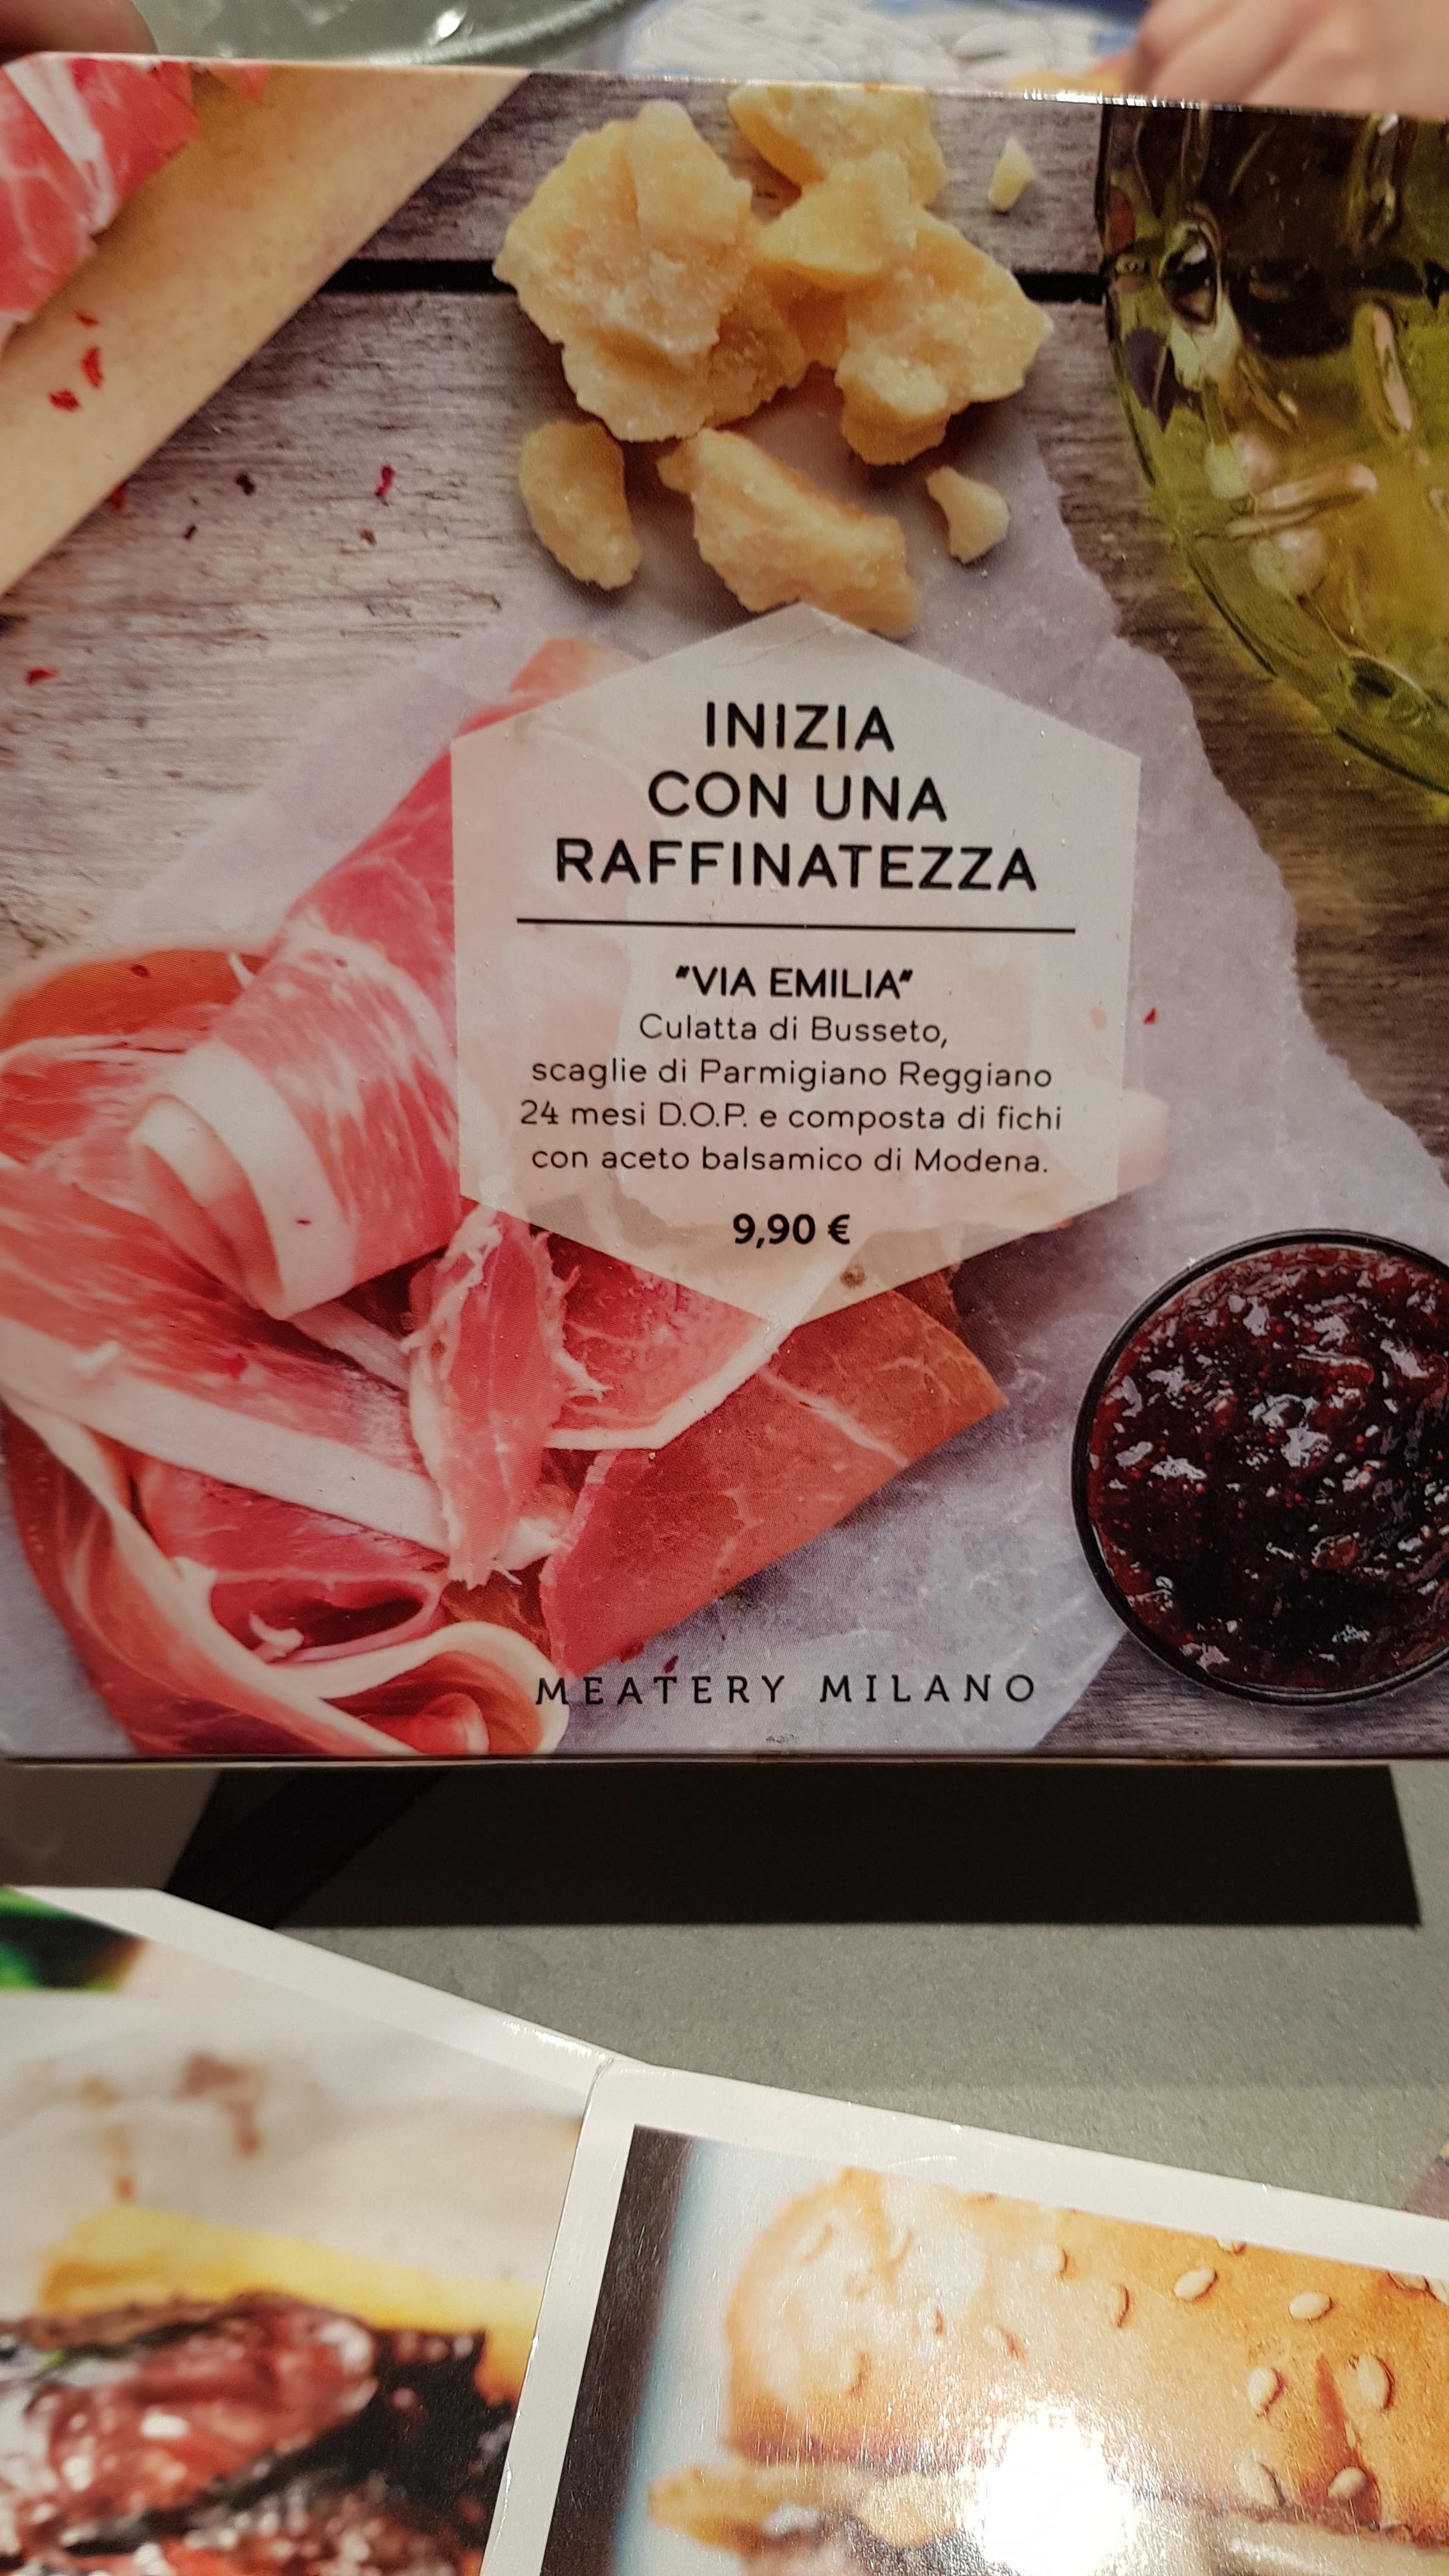 INIZIA
CON UNA
RAFFINATEZZA
"VIA EMILIA"
Culatta di Busseto,
scaglie di Parmigiano Reggiano
24 mesi D.O.P. e composta di fichi
con aceto balsamico di Modena.
9,90 €
MEATERY MILANO